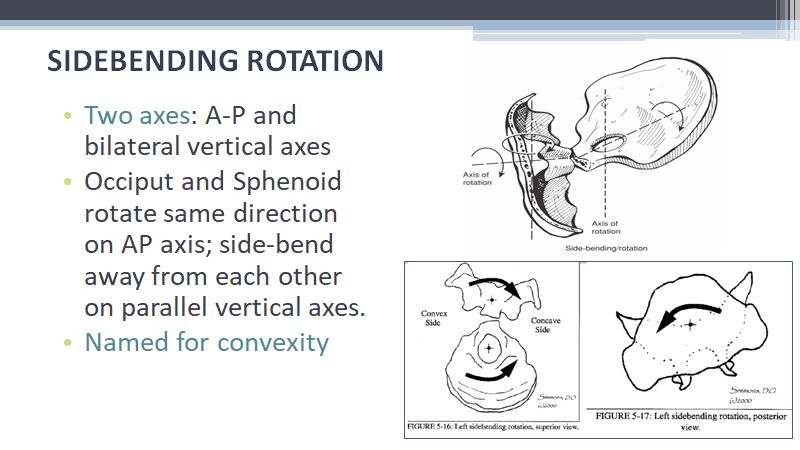 SIDEBENDING ROTATION
• Two axes: A-P and
bilateral vertical axes
• Occiput and Sphenoid
rotate same direction
on AP axis; side-bend
away from each other
on parallel vertical axes.
• Named for convexity
Axis of
rotation
Axis of
rotation
Side-bending/rotation
Convex
Side
Concave
Side
Simmons, D.O.
(c)2000
FIGURE 5-16: Left sidebending rotation, superior view.
Simmons, D.O.
(c)2000
FIGURE 5-17: Left sidebending rotation, posterior
view.